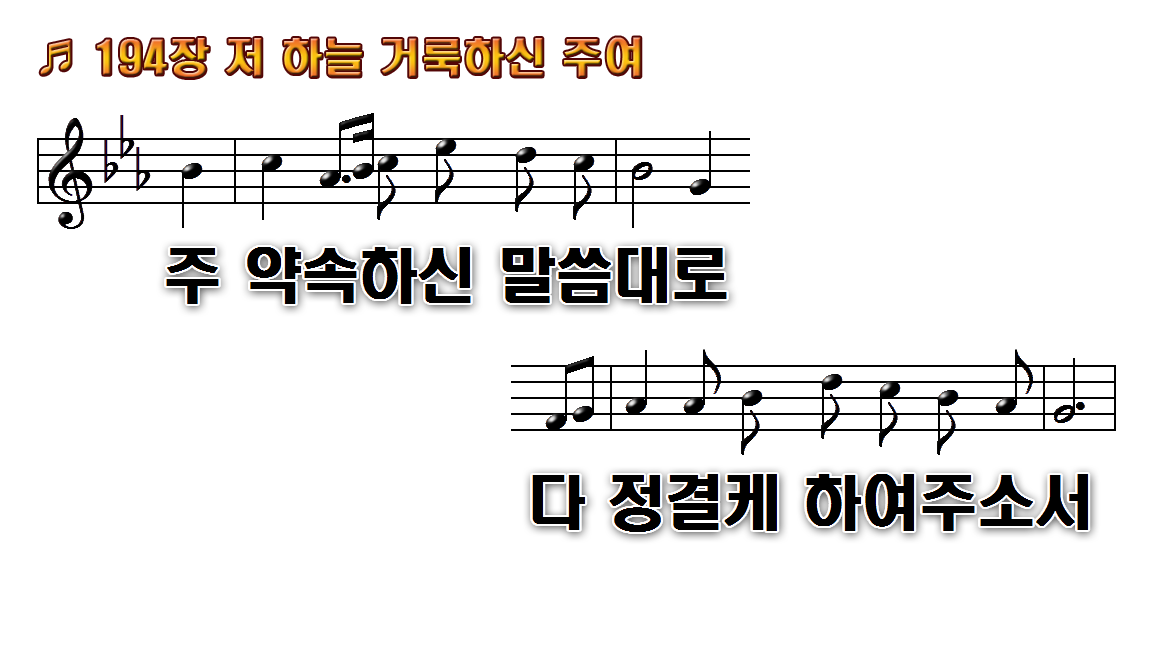 ♬ 194장 저 하늘 거룩하신 주여
주 약속하신 말씀대로
다 정결케 하여주소서